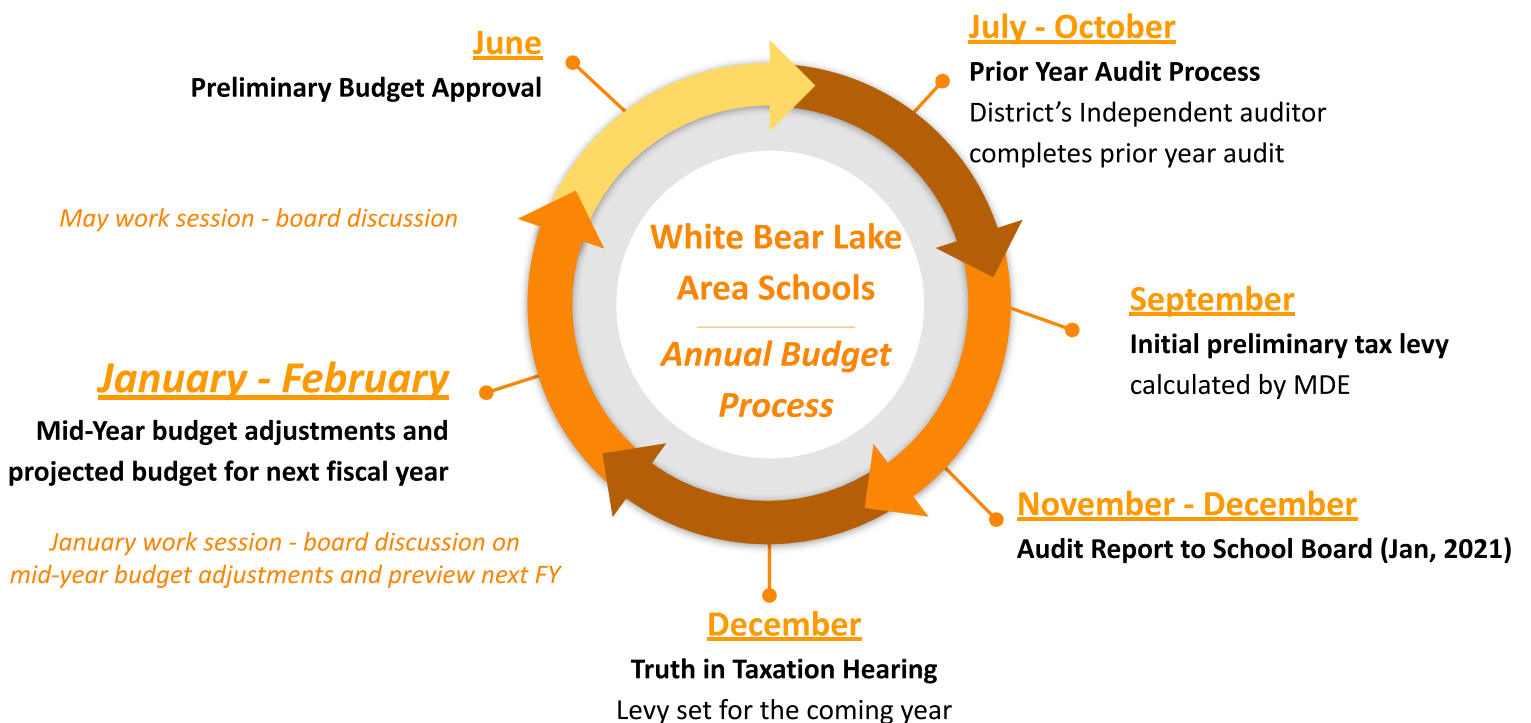 White Bear Lake
Area Schools
Annual Budget
Process
July - October
Prior Year Audit Process
District’s Independent auditor
completes prior year audit
September
Initial preliminary tax levy
calculated by MDE
November - December
Audit Report to School Board (Jan, 2021)
December
Truth in Taxation Hearing
Levy set for the coming year
January - February
Mid-Year budget adjustments and
projected budget for next fiscal year
January work session - board discussion on
mid-year budget adjustments and preview next FY
May work session - board discussion
June
Preliminary Budget Approval